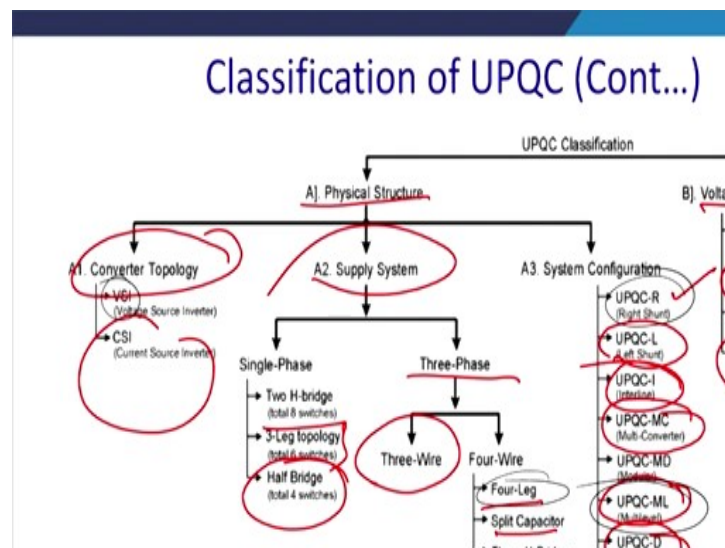 Classification of UPQC (Cont...)
UPQC Classification
A]. Physical Structure
B]. Volta
A1. Converter Topology
VSI
(Voltage Source Inverter)
CSI
(Current Source Inverter)
A2. Supply System
Single-Phase
Two H-bridge
(total 8 switches)
3-Leg topology
(total 6 switches)
Half Bridge
(total 4 switches)
Three-Phase
Three-Wire
Four-Wire
Four-Leg
Split Capacitor
A3. System Configuration
UPQC-R
(Right Shunt)
UPQC-L
(Left Shunt)
UPQC-I
(Interline)
UPQC-MC
(Multi-Converter)
UPQC-MD
(Modular)
UPQC-ML
(Multilevel)
UPQC-D